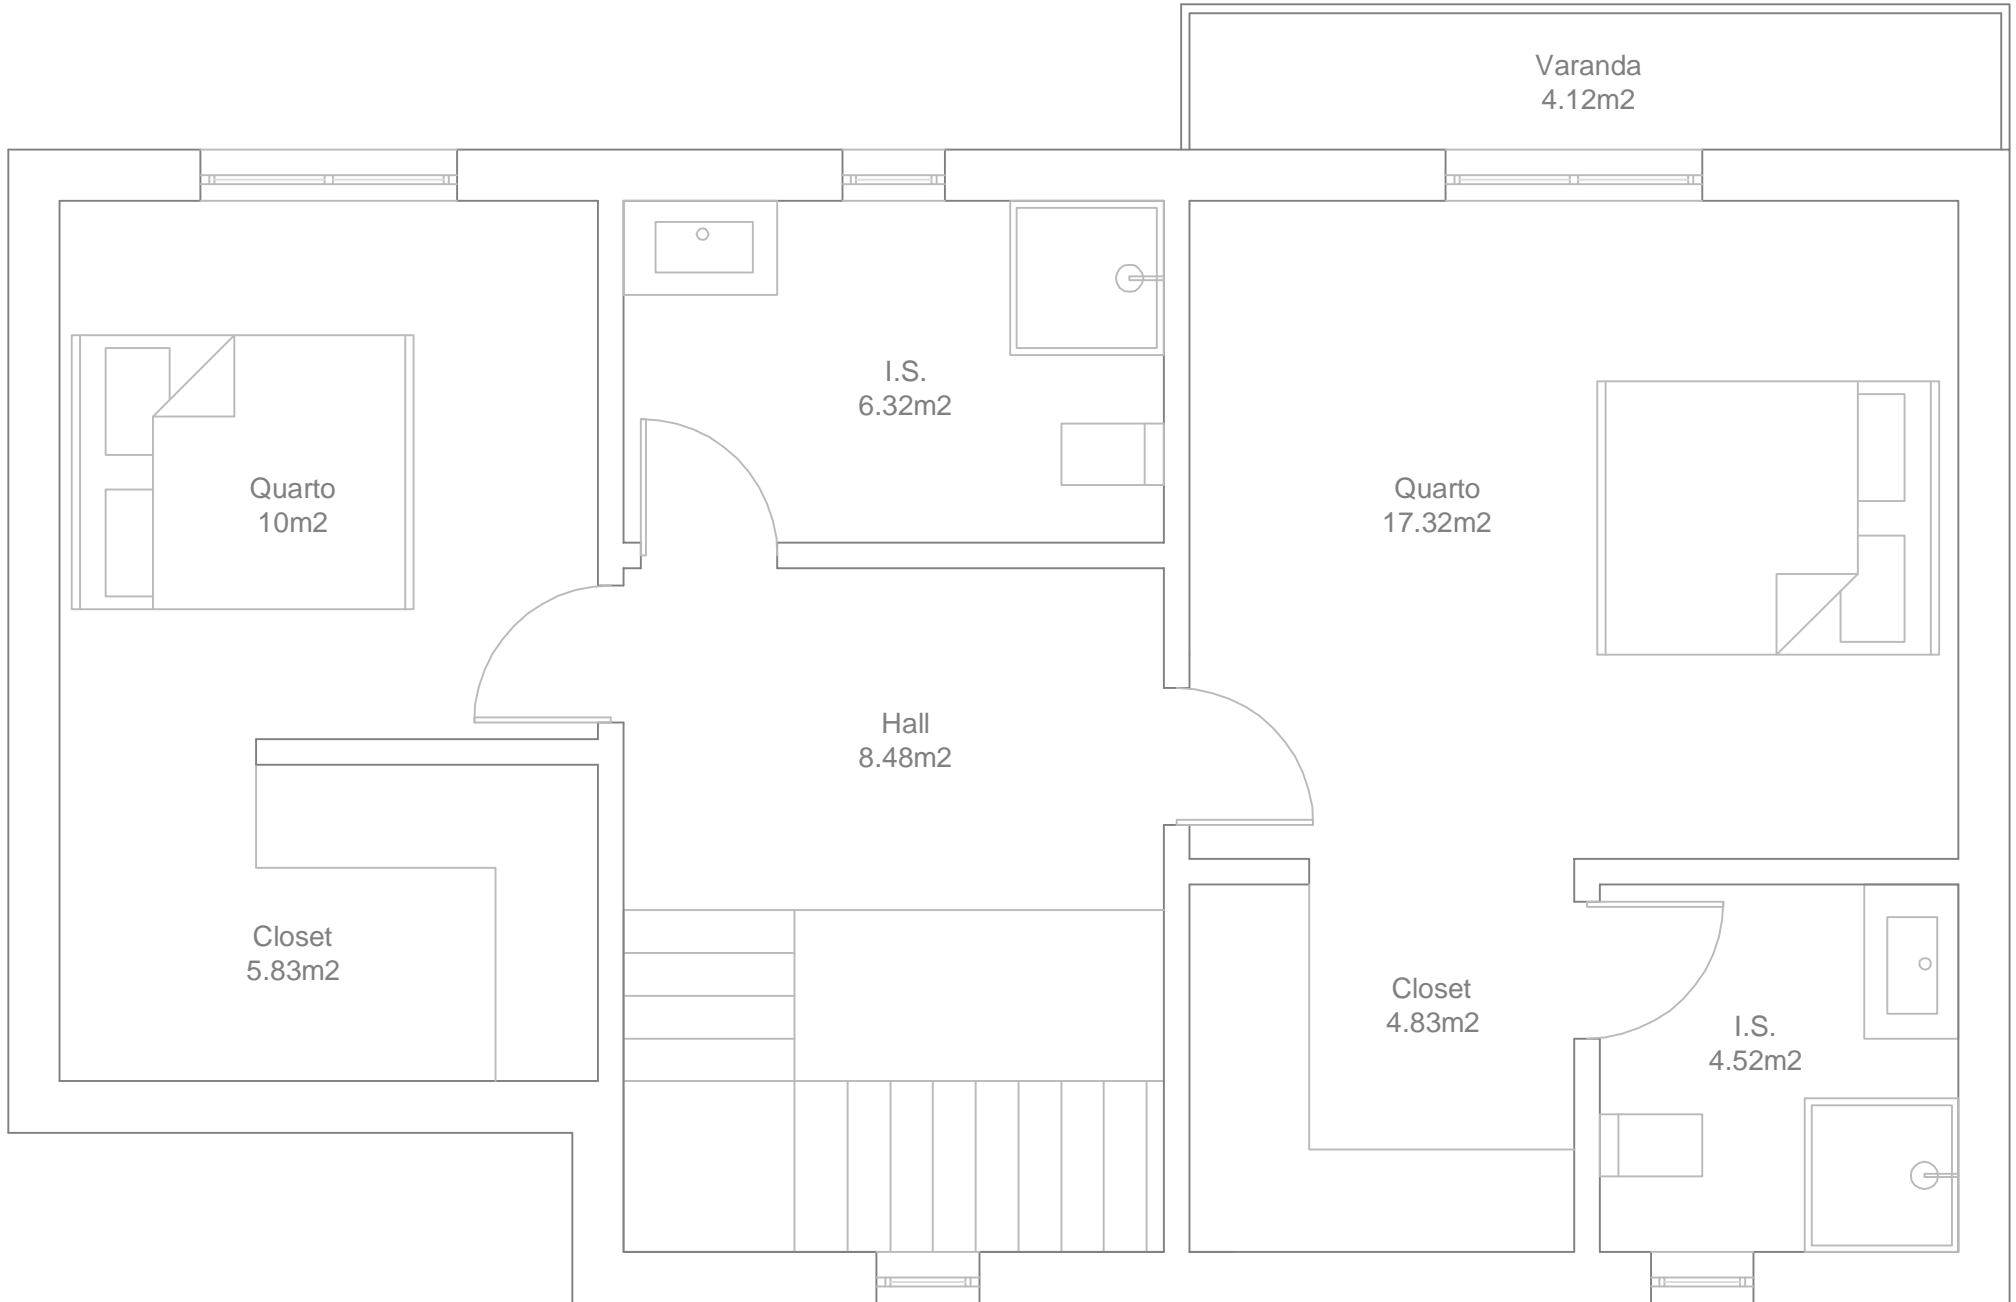 Varanda
4.12m2
I.S.
6.32m2
Quarto
10m2
Quarto
17.32m2
Hall
8.48m2
Closet
5.83m2
Closet
4.83m2
I.S.
4.52m2